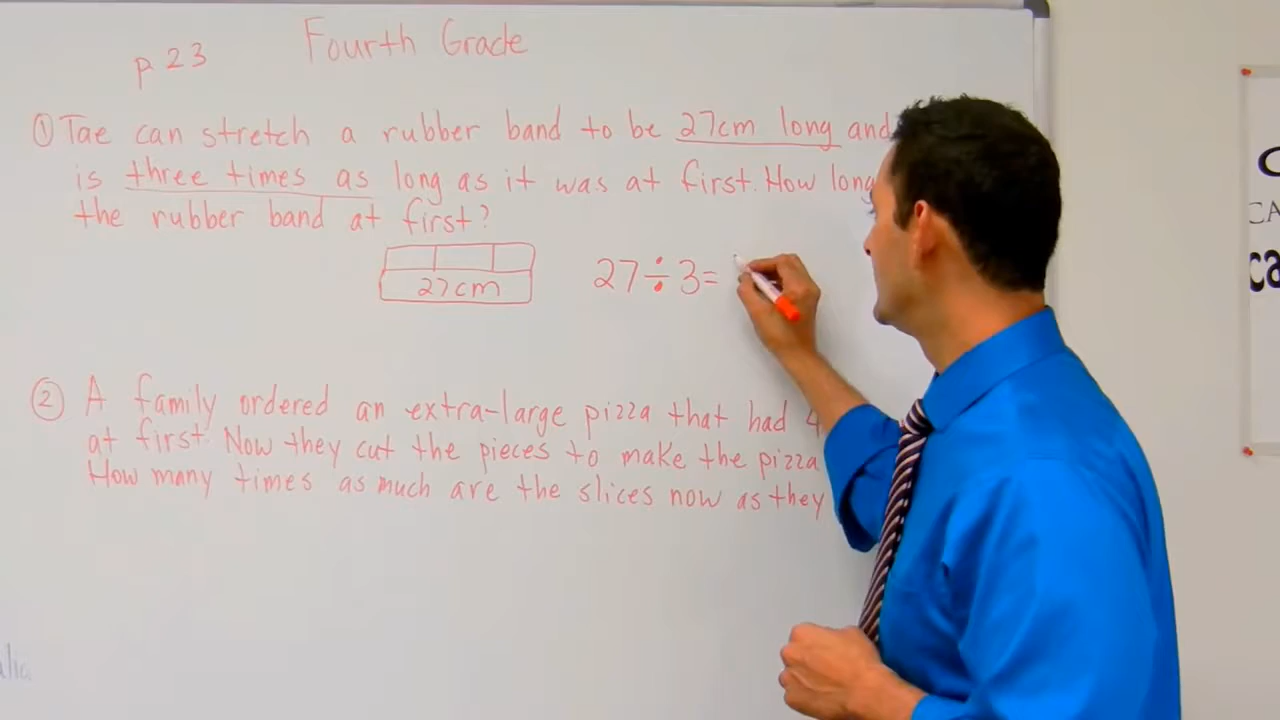 p 23
Fourth Grade
① Tae can stretch a rubber band to be 27cm long and
is three times as long as it was at first. How long
the rubber band at first?
27cm
27÷3=
② A family ordered an extra-large pizza that had 4
at first. Now they cut the pieces to make the pizza
How many times as much are the slices now as they
C
CA
ca